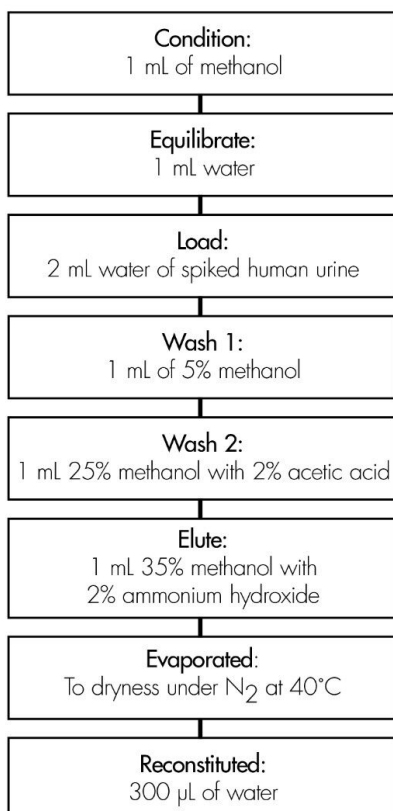 Condition:
1 mL of methanol
Equilibrate:
1 mL water
Load:
2 mL water of spiked human urine
Wash 1:
1 mL of 5% methanol
Wash 2:
1 mL 25% methanol with 2% acetic acid
Elute:
1 mL 35% methanol with
2% ammonium hydroxide
Evaporated:
To dryness under N2 at 40°C
Reconstituted:
300 µL of water